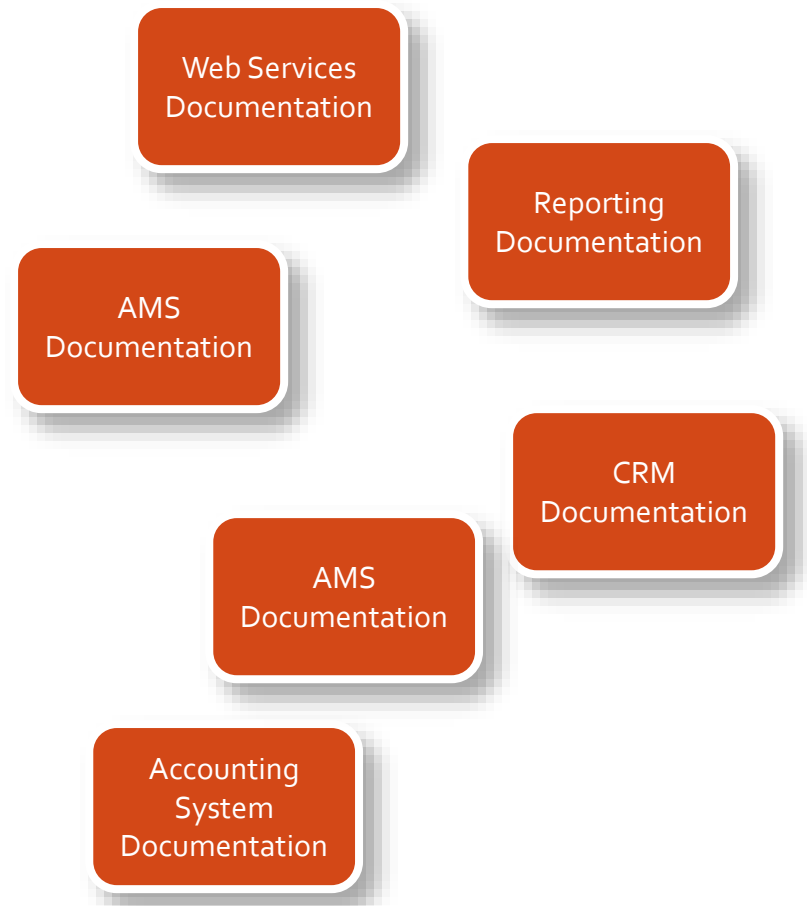 Web Services
Documentation
Reporting
Documentation
AMS
Documentation
CRM
Documentation
AMS
Documentation
Accounting
System
Documentation